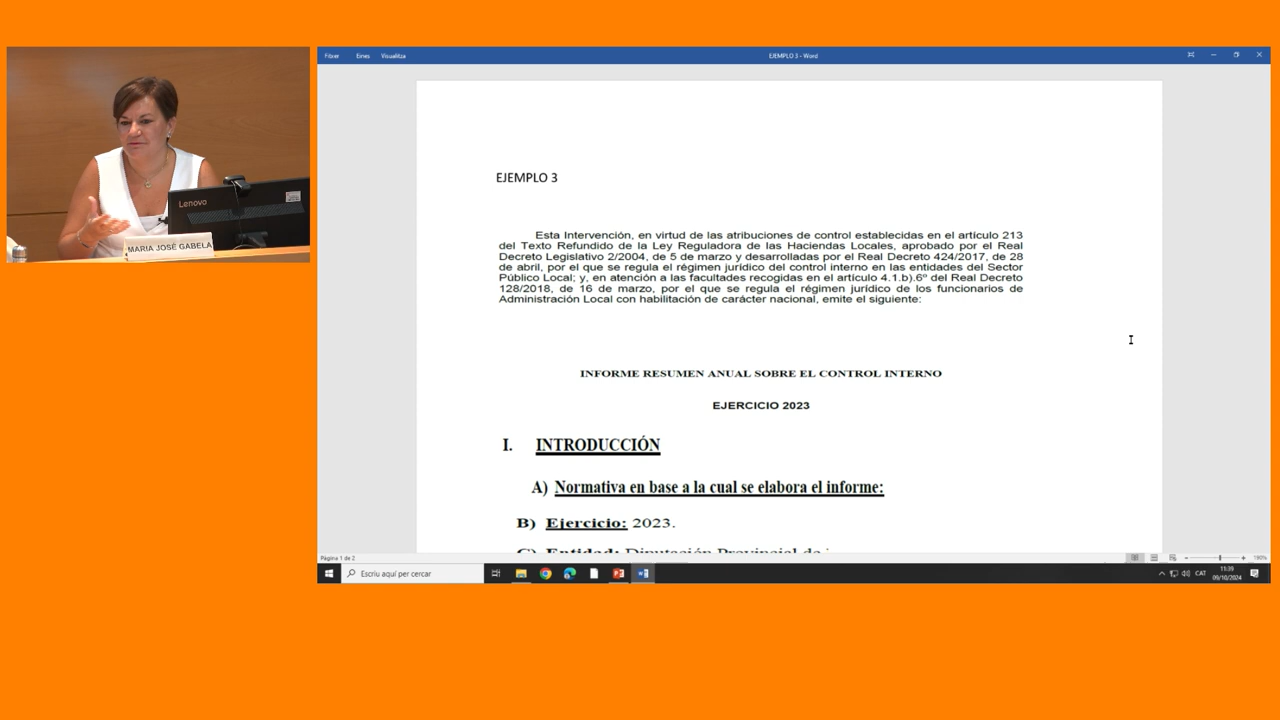 Lenovo
MARIA JOSÉ GABELA
Fitxer Eines Visualitza
EJEMPLO 3 - Word
EJEMPLO 3
Esta Intervención, en virtud de las atribuciones de control establecidas en el artículo 213
del Texto Refundido de la Ley Reguladora de las Haciendas Locales, aprobado por el Real
Decreto Legislativo 2/2004, de 5 de marzo y desarrolladas por el Real Decreto 424/2017, de 28
de abril, por el que se regula el régimen jurídico del control interno en las entidades del Sector
Público Local; y, en atención a las facultades recogidas en el artículo 4.1.b).6º del Real Decreto
128/2018, de 16 de marzo, por el que se regula el régimen jurídico de los funcionarios de
Administración Local con habilitación de carácter nacional, emite el siguiente:
INFORME RESUMEN ANUAL SOBRE EL CONTROL INTERNO
EJERCICIO 2023
I. INTRODUCCIÓN
A) Normativa en base a la cual se elabora el informe:
B) Ejercicio: 2023.
C) Entidad: Diputación Provincial de
Pàgina 1 de 2
190%
Escriu aquí per cercar
CAT
11:39
09/10/2024